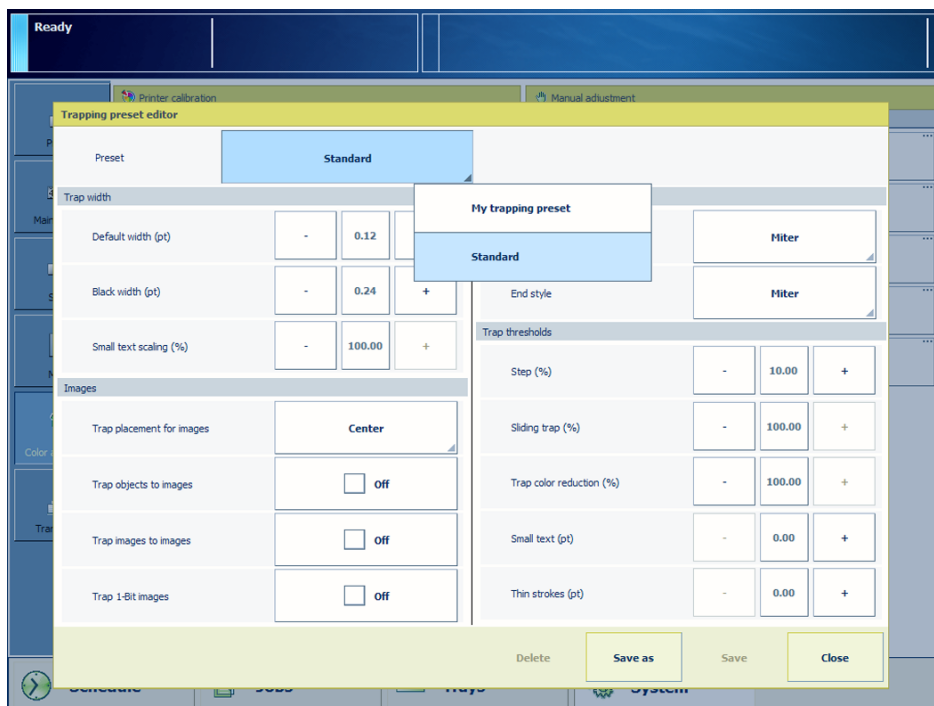 Ready
Printer calibration
Manual adjustment
Trapping preset editor
Preset
Standard
My trapping preset
Standard
Trap width
Default width (pt)
-
0.12
Miter
Black width (pt)
-
0.24
+
End style
Miter
Small text scaling (%)
-
100.00
+
Trap thresholds
Step (%)
-
10.00
+
Images
Trap placement for images
Center
Sliding trap (%)
-
100.00
+
Trap objects to images
Off
Trap color reduction (%)
-
100.00
+
Trap images to images
Off
Small text (pt)
-
0.00
+
Trap 1-Bit images
Off
Thin strokes (pt)
-
0.00
+
Delete
Save as
Save
Close
Schedule
Jobs
Trays
System